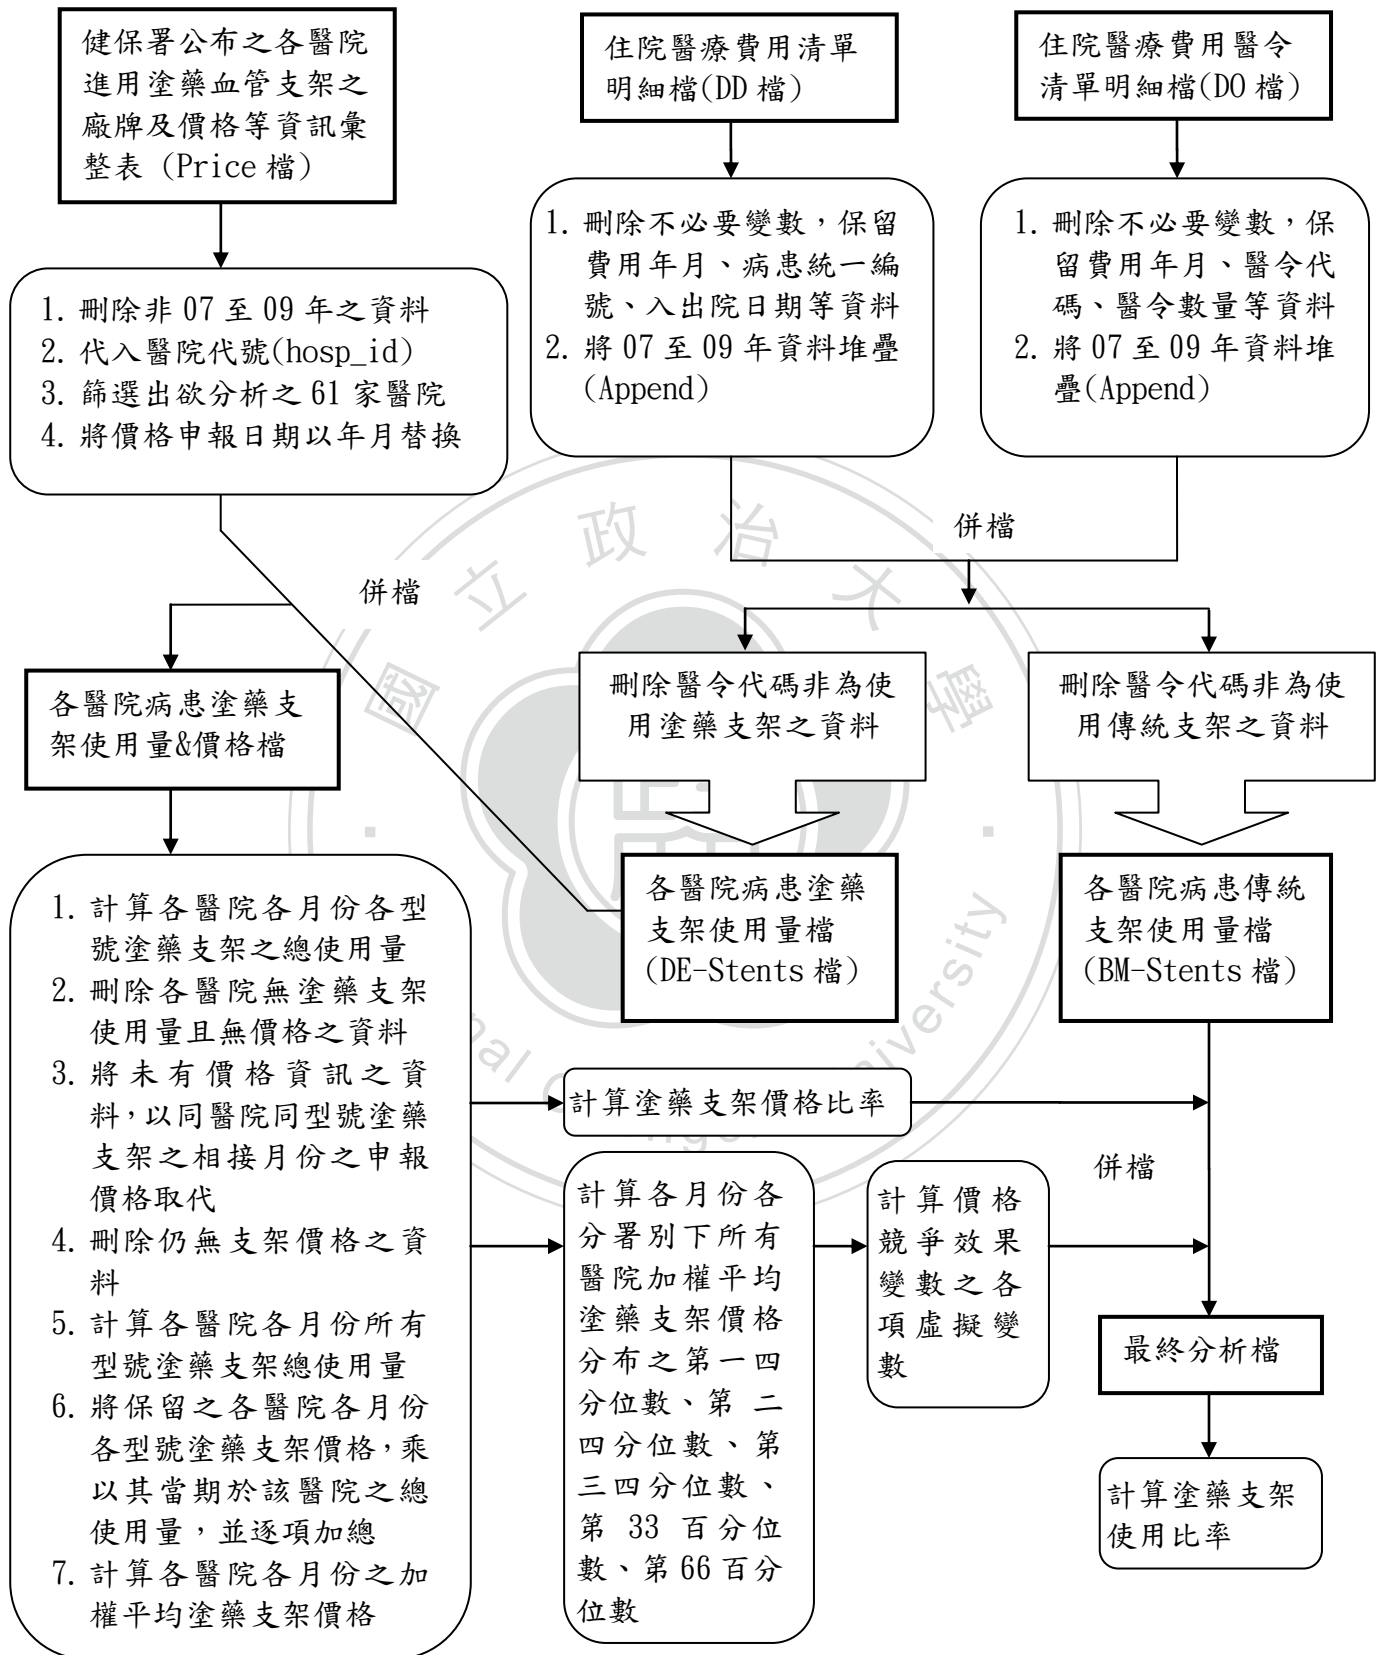 健保署公布之各醫院
進用塗藥血管支架之
廠牌及價格等資訊彙
整表 (Price 檔)
住院醫療費用清單
明細檔(DD 檔)
住院醫療費用醫令
清單明細檔(DO 檔)
1. 刪除非 07 至 09 年之資料
2. 代入醫院代號(hosp_id)
3. 篩選出欲分析之 61 家醫院
4. 將價格申報日期以年月替換
1. 刪除不必要變數，保留
費用年月、病患統一編
號、入出院日期等資料
2. 將 07 至 09 年資料堆疊
(Append)
1. 刪除不必要變數，保
留費用年月、醫令代
碼、醫令數量等資料
2. 將 07 至 09 年資料堆
疊(Append)
併檔
併檔
各醫院病患塗藥支
架使用量&價格檔
刪除醫令代碼非為使
用塗藥支架之資料
刪除醫令代碼非為使
用傳統支架之資料
各醫院病患塗藥
支架使用量檔
(DE-Stents 檔)
各醫院病患傳統
支架使用量檔
(BM-Stents 檔)
1. 計算各醫院各月份各型
號塗藥支架之總使用量
2. 刪除各醫院無塗藥支架
使用量且無價格之資料
3. 將未有價格資訊之資
料，以同醫院同型號塗藥
支架之相接月份之申報
價格取代
4. 刪除仍無支架價格之資
料
5. 計算各醫院各月份所有
型號塗藥支架總使用量
6. 將保留之各醫院各月份
各型號塗藥支架價格，乘
以其當期於該醫院之總
使用量，並逐項加總
7. 計算各醫院各月份之加
權平均塗藥支架價格
計算塗藥支架價格比率
計算各月份各
分署別下所有
醫院加權平均
塗藥支架價格
分布之第一四
分位數、第 二
四分位數、第
三四分位數、
第 33 百分位
數、第 66 百分
位數
計算價格
競爭效果
變數之各
項虛擬變
數
併檔
最終分析檔
計算塗藥支架
使用比率
國立政治大學